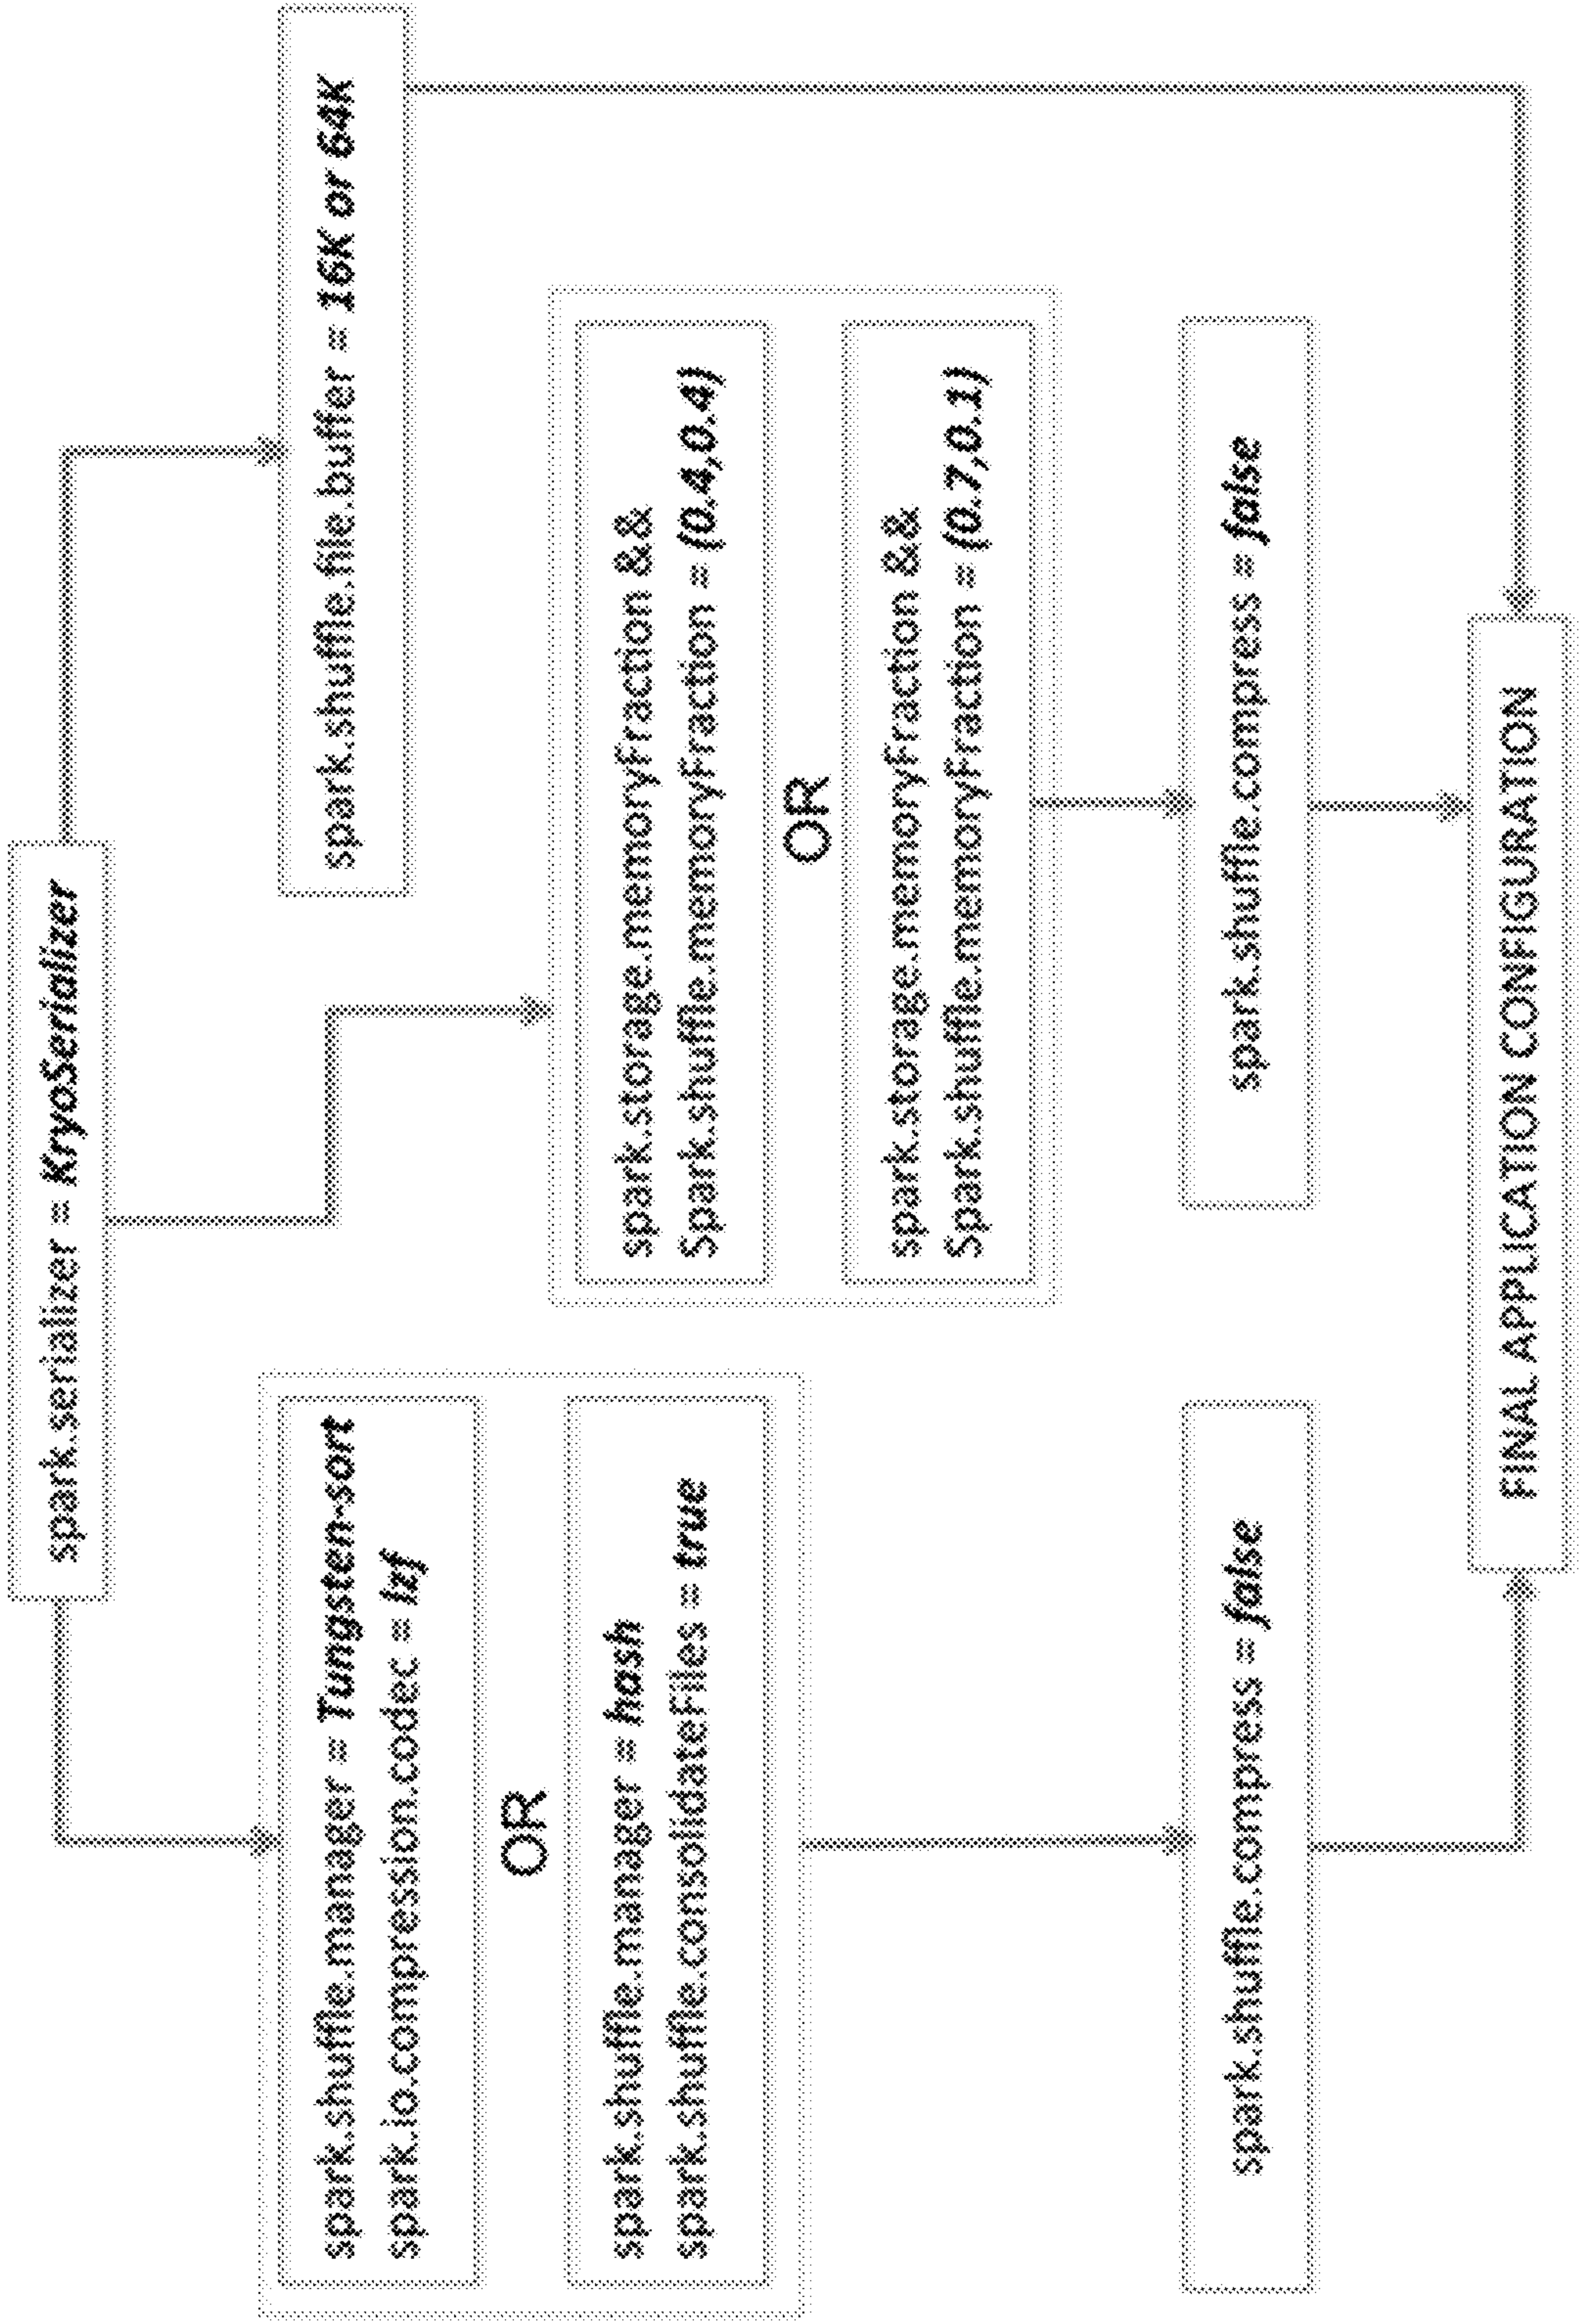 spark.serializer = KryoSerializer
spark.shuffle.manager = Tungsten-sort
spark.io.compression.codec = lzf
OR
spark.shuffle.manager = hash
spark.shuffle.consolidateFiles = true
spark.shuffle.compress = false
spark.storage.memoryFraction &&
Spark.shuffle.memoryFraction = (0.4,0.4)
OR
spark.storage.memoryFraction &&
Spark.shuffle.memoryFraction = (0.7,0.1)
spark.shuffle.compress = false
spark.shuffle.file.buffer = 16K or 64K
FINAL APPLICATION CONFIGURATION